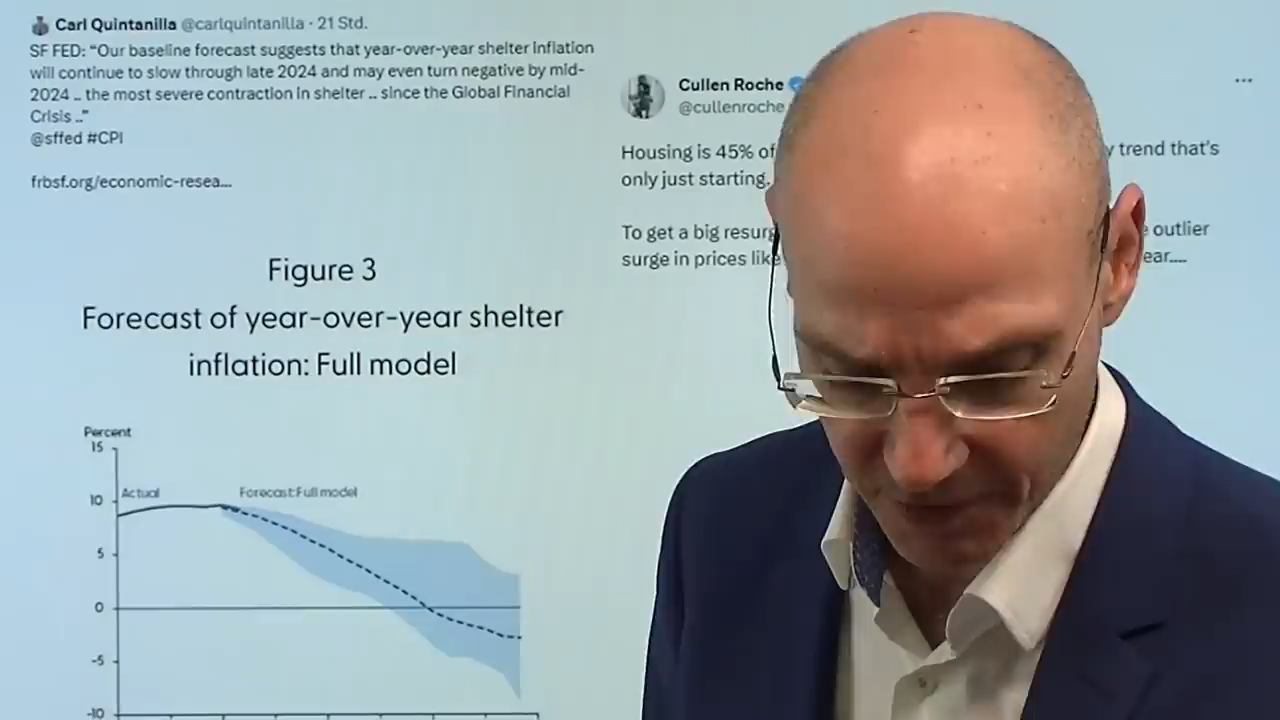 Carl Quintanilla @carlquintanilla · 21 Std.
SF FED: “Our baseline forecast suggests that year-over-year shelter inflation
will continue to slow through late 2024 and may even turn negative by mid-
2024 .. the most severe contraction in shelter .. since the Global Financial
Crisis ..”
@sffed #CPI
frbsf.org/economic-resea...
Figure 3
Forecast of year-over-year shelter
inflation: Full model
Percent
15
Actual
Forecast:Full model
10
5
0
-5
-10
Cullen Roche
@cullenroche
...
Housing is 45% of
trend that's
only just starting.
To get a big resurg
outlier
surge in prices like
ear....